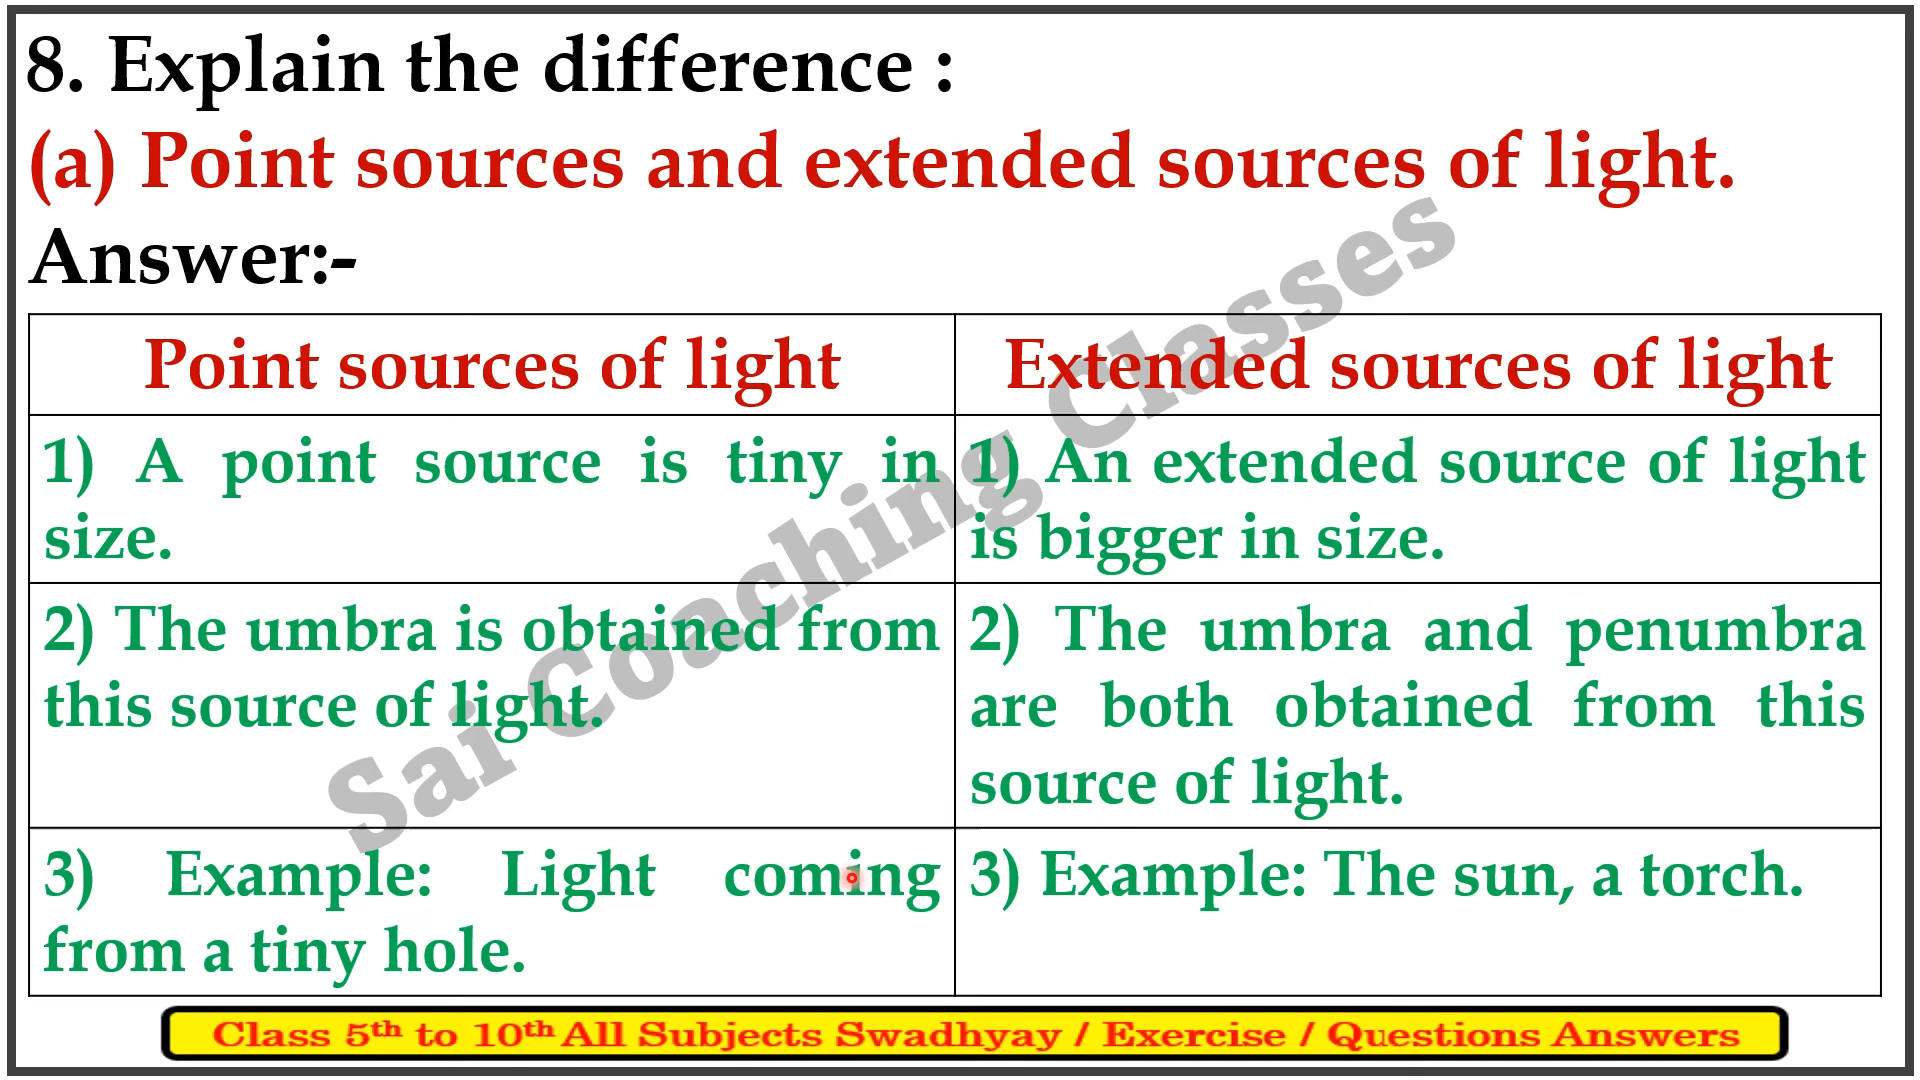 8. Explain the difference :
(a) Point sources and extended sources of light.
Answer:-
Point sources of light
Extended sources of light
1) A point source is tiny in
size.
1) An extended source of light
is bigger in size.
2) The umbra is obtained from
this source of light.
2) The umbra and penumbra
are both obtained from this
source of light.
3) Example: Light coming
from a tiny hole.
3) Example: The sun, a torch.
Sai Coaching Classes
Class 5th to 10th All Subjects Swadhyay / Exercise / Questions Answers